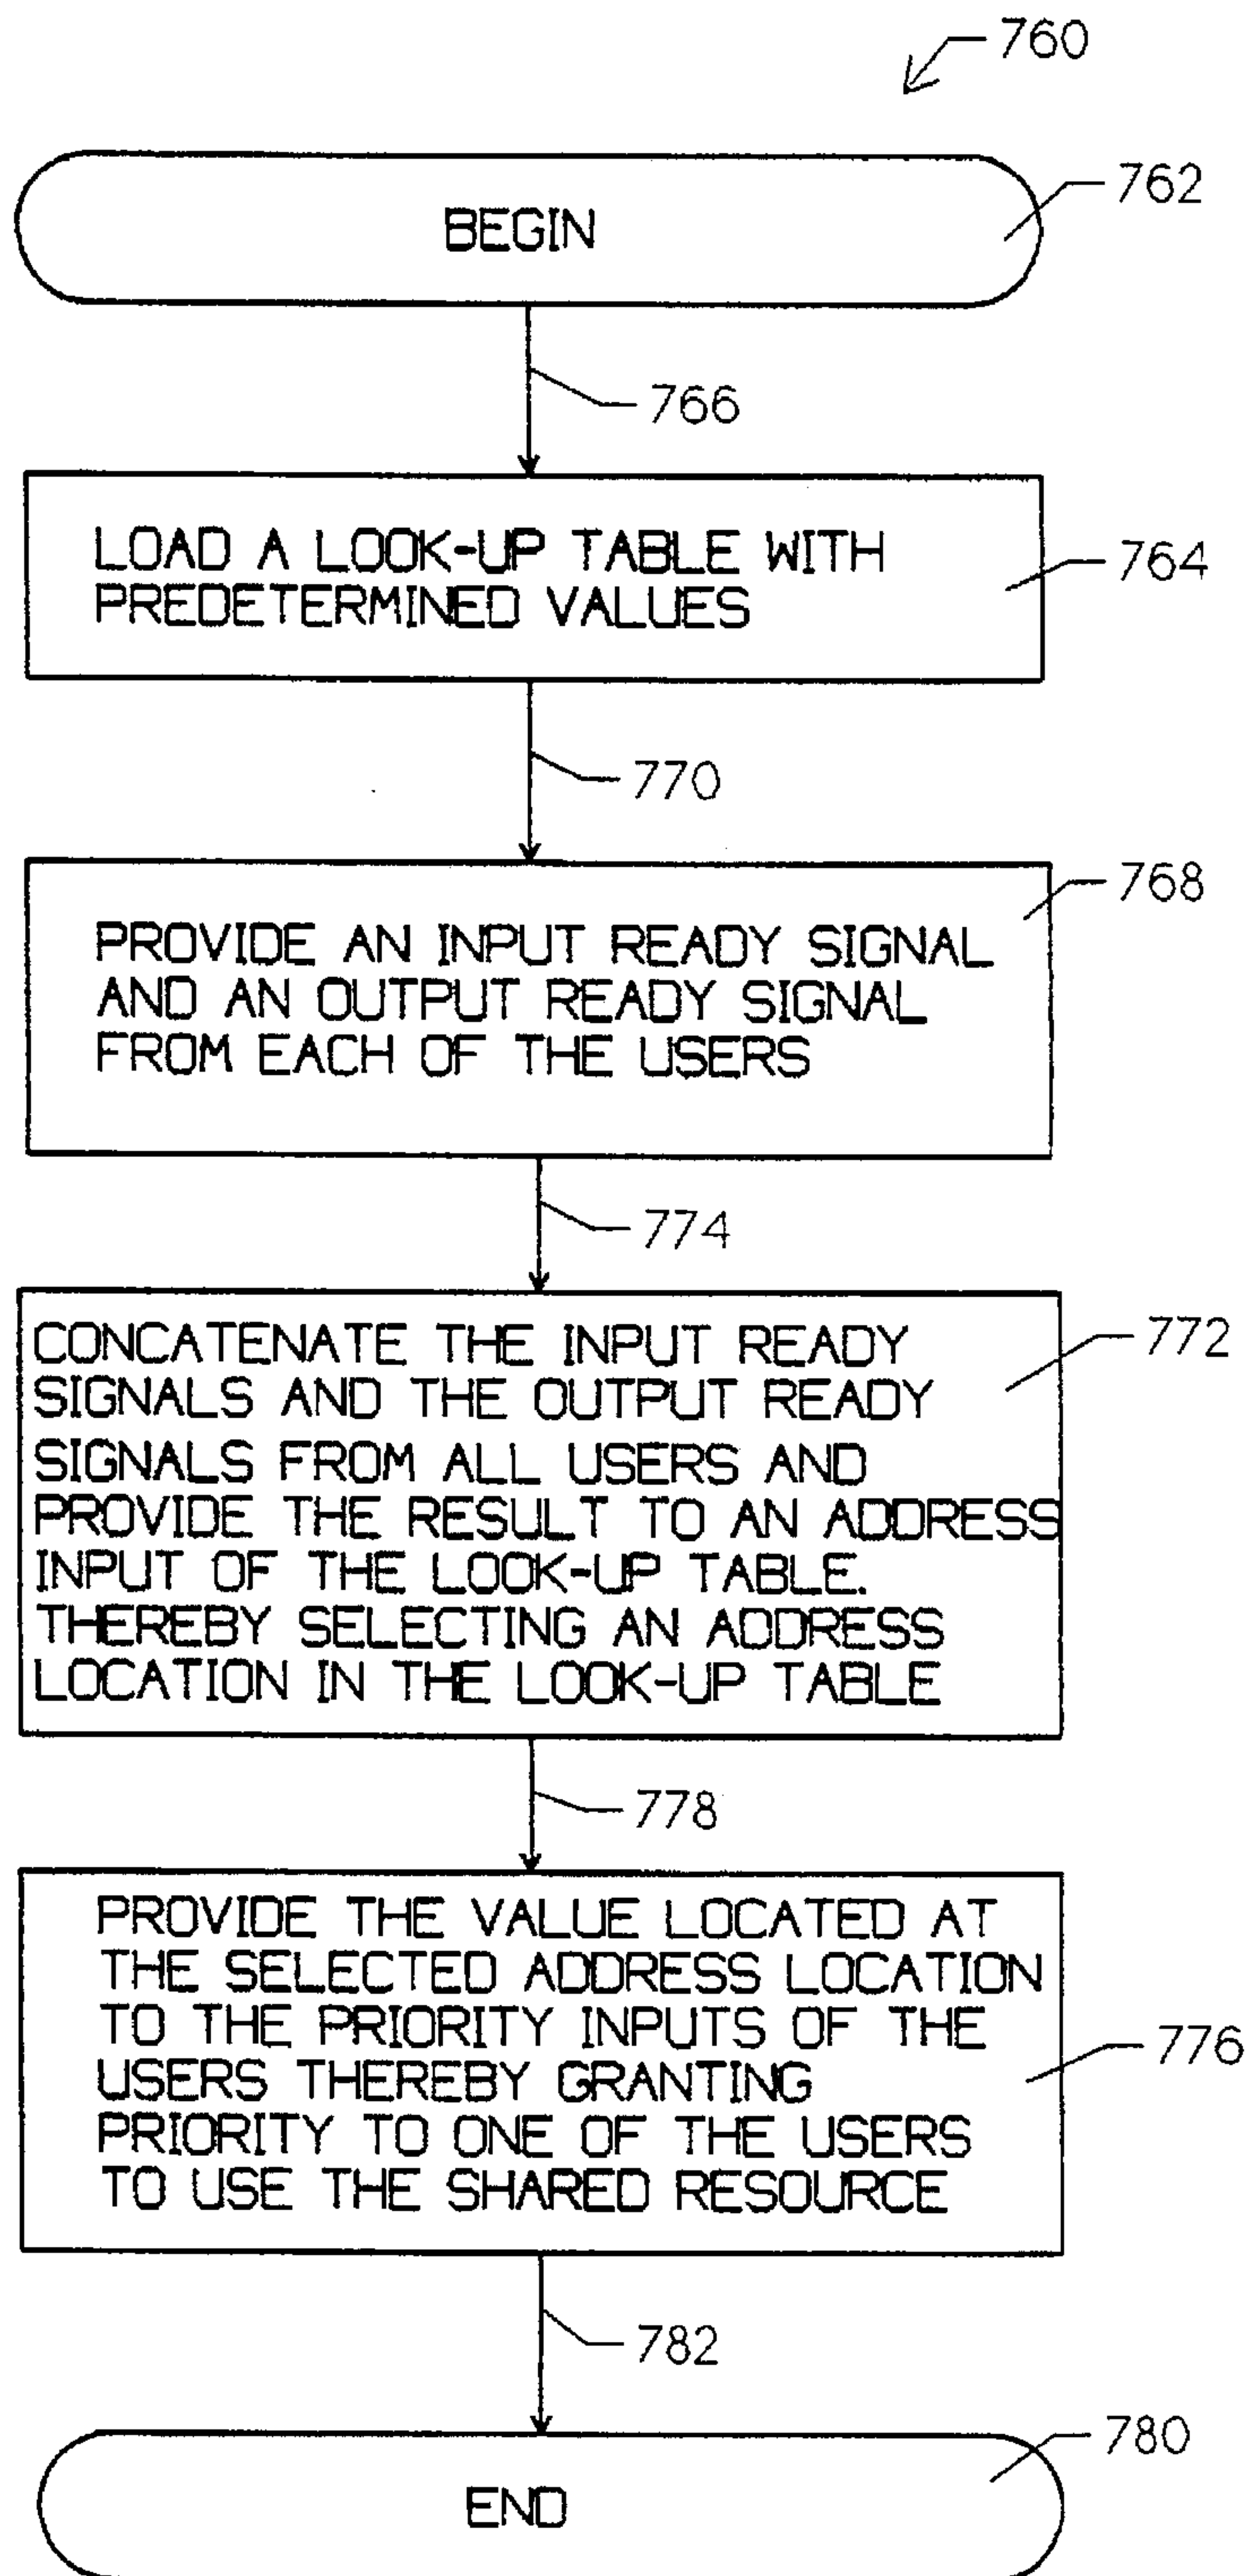 760
BEGIN
762
766
LOAD A LOOK-UP TABLE WITH
PREDETERMINED VALUES
764
770
768
PROVIDE AN INPUT READY SIGNAL
AND AN OUTPUT READY SIGNAL
FROM EACH OF THE USERS
774
CONCATENATE THE INPUT READY
SIGNALS AND THE OUTPUT READY
SIGNALS FROM ALL USERS AND
PROVIDE THE RESULT TO AN ADDRESS
INPUT OF THE LOOK-UP TABLE.
THEREBY SELECTING AN ADDRESS
LOCATION IN THE LOOK-UP TABLE
772
778
PROVIDE THE VALUE LOCATED AT
THE SELECTED ADDRESS LOCATION
TO THE PRIORITY INPUTS OF THE
USERS THEREBY GRANTING
PRIORITY TO ONE OF THE USERS
TO USE THE SHARED RESOURCE
776
782
780
END